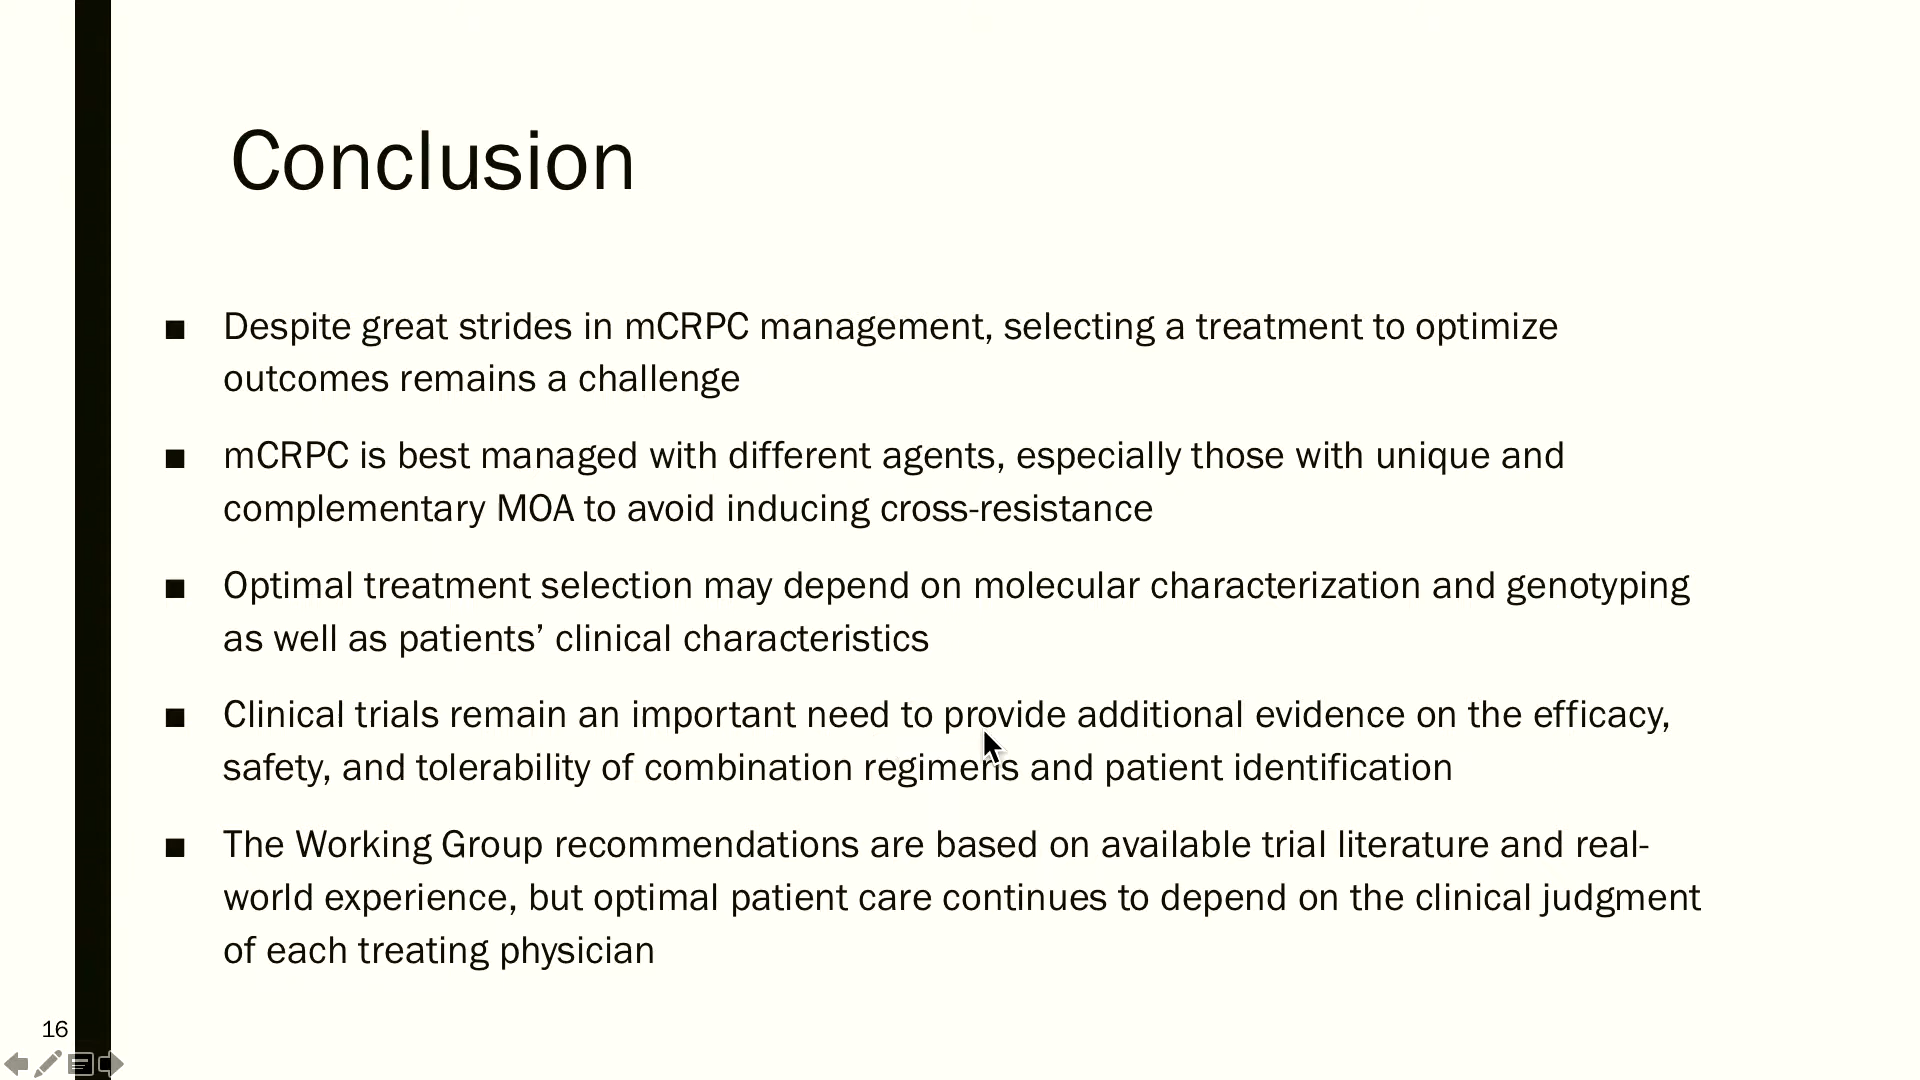 Conclusion
■ Despite great strides in mCRPC management, selecting a treatment to optimize
outcomes remains a challenge
■ mCRPC is best managed with different agents, especially those with unique and
complementary MOA to avoid inducing cross-resistance
■ Optimal treatment selection may depend on molecular characterization and genotyping
as well as patients’ clinical characteristics
■ Clinical trials remain an important need to provide additional evidence on the efficacy,
safety, and tolerability of combination regimens and patient identification
■ The Working Group recommendations are based on available trial literature and real-
world experience, but optimal patient care continues to depend on the clinical judgment
of each treating physician
16